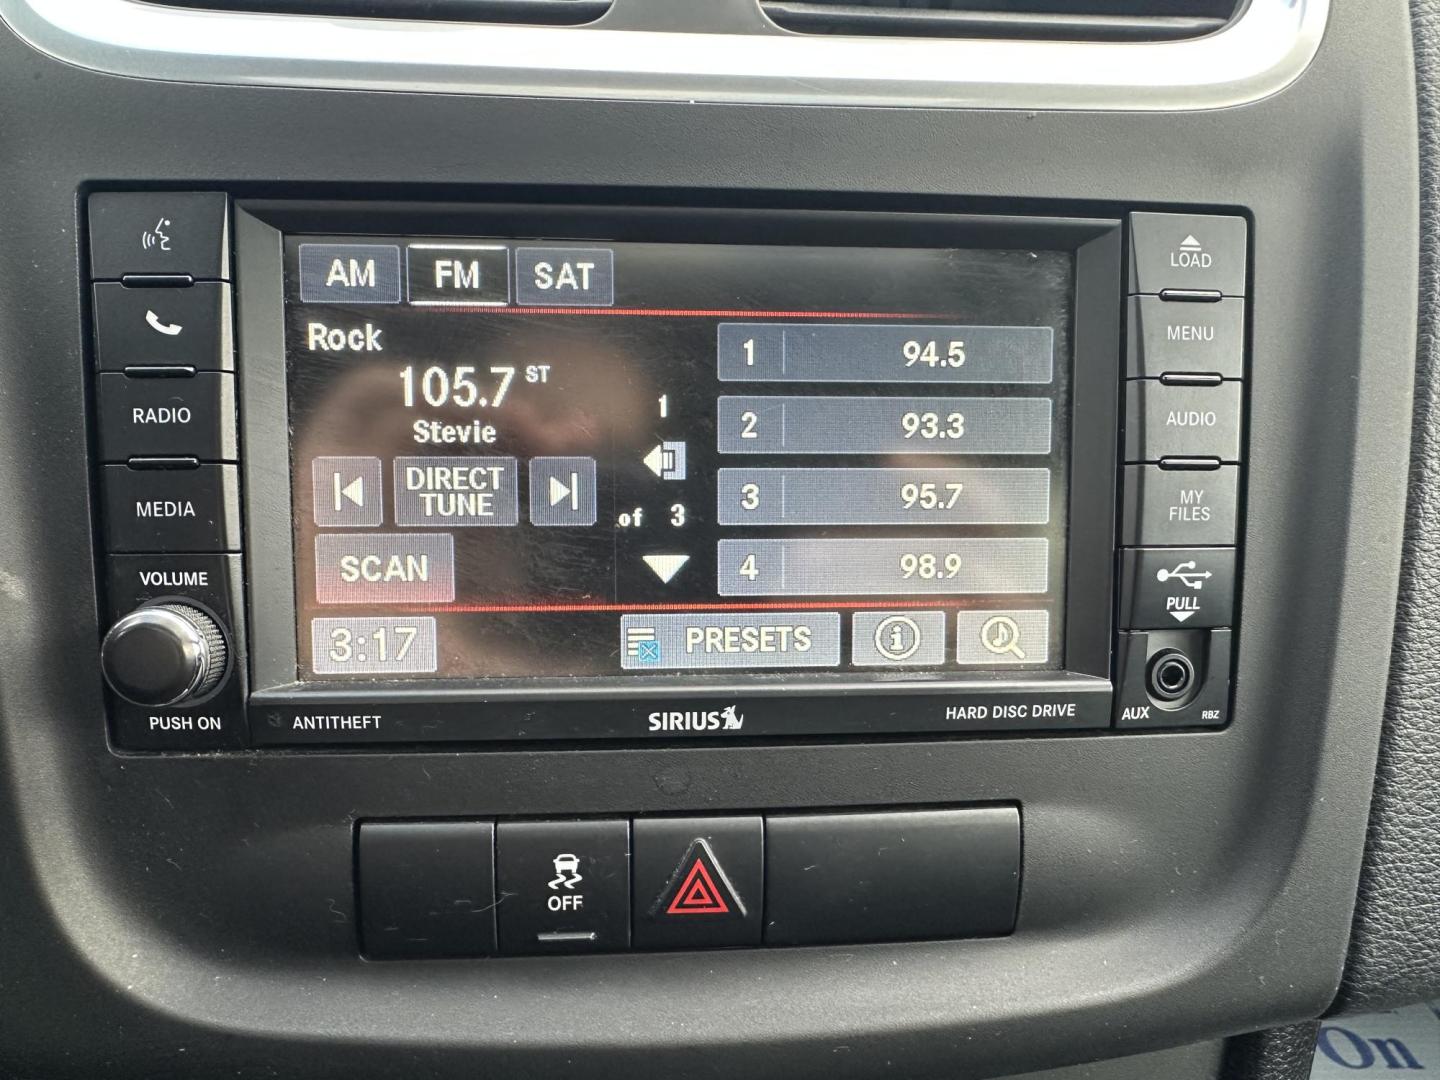 AM FM SAT
Rock
105.7 ST
Stevie
DIRECT
TUNE
SCAN
3:17
1
of 3
1 94.5
2 93.3
3 95.7
4 98.9
PRESETS
RADIO
MEDIA
VOLUME
PUSH ON
ANTITHEFT
SIRIUS
HARD DISC DRIVE
LOAD
MENU
AUDIO
MY
FILES
PULL
AUX
RBZ
OFF
On